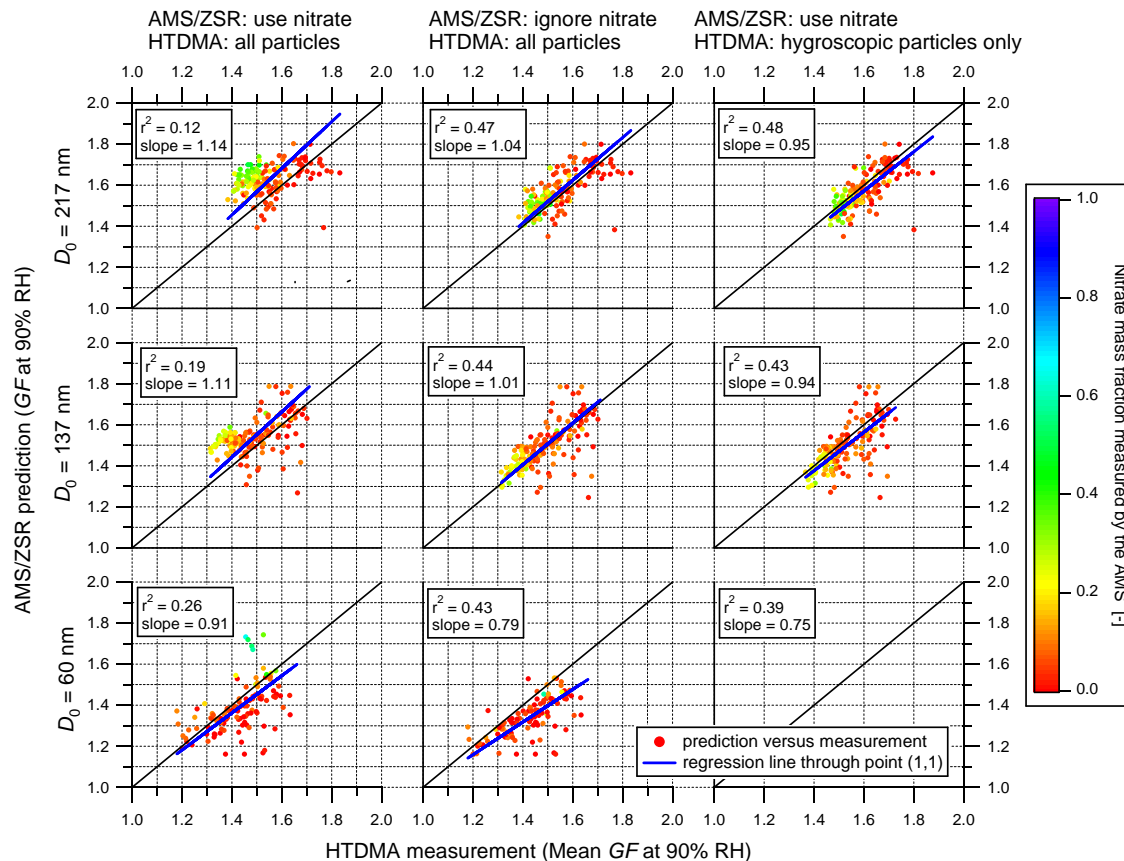 AMS/ZSR: use nitrate
HTDMA: all particles
AMS/ZSR: ignore nitrate
HTDMA: all particles
AMS/ZSR: use nitrate
HTDMA: hygroscopic particles only
1.0 1.2 1.4 1.6 1.8 2.0
1.0 1.2 1.4 1.6 1.8 2.0
1.0 1.2 1.4 1.6 1.8 2.0
AMS/ZSR prediction (GF at 90% RH)
D0 = 217 nm
2.0
1.8
1.6
1.4
1.2
1.0
r2 = 0.12
slope = 1.14
r2 = 0.47
slope = 1.04
r2 = 0.48
slope = 0.95
D0 = 137 nm
2.0
1.8
1.6
1.4
1.2
1.0
r2 = 0.19
slope = 1.11
r2 = 0.44
slope = 1.01
r2 = 0.43
slope = 0.94
D0 = 60 nm
2.0
1.8
1.6
1.4
1.2
1.0
r2 = 0.26
slope = 0.91
r2 = 0.43
slope = 0.79
r2 = 0.39
slope = 0.75
prediction versus measurement
regression line through point (1,1)
1.0 1.2 1.4 1.6 1.8 2.0
1.0 1.2 1.4 1.6 1.8 2.0
1.0 1.2 1.4 1.6 1.8 2.0
HTDMA measurement (Mean GF at 90% RH)
1.0
0.8
0.6
0.4
0.2
0.0
Nitrate mass fraction measured by the AMS [-]